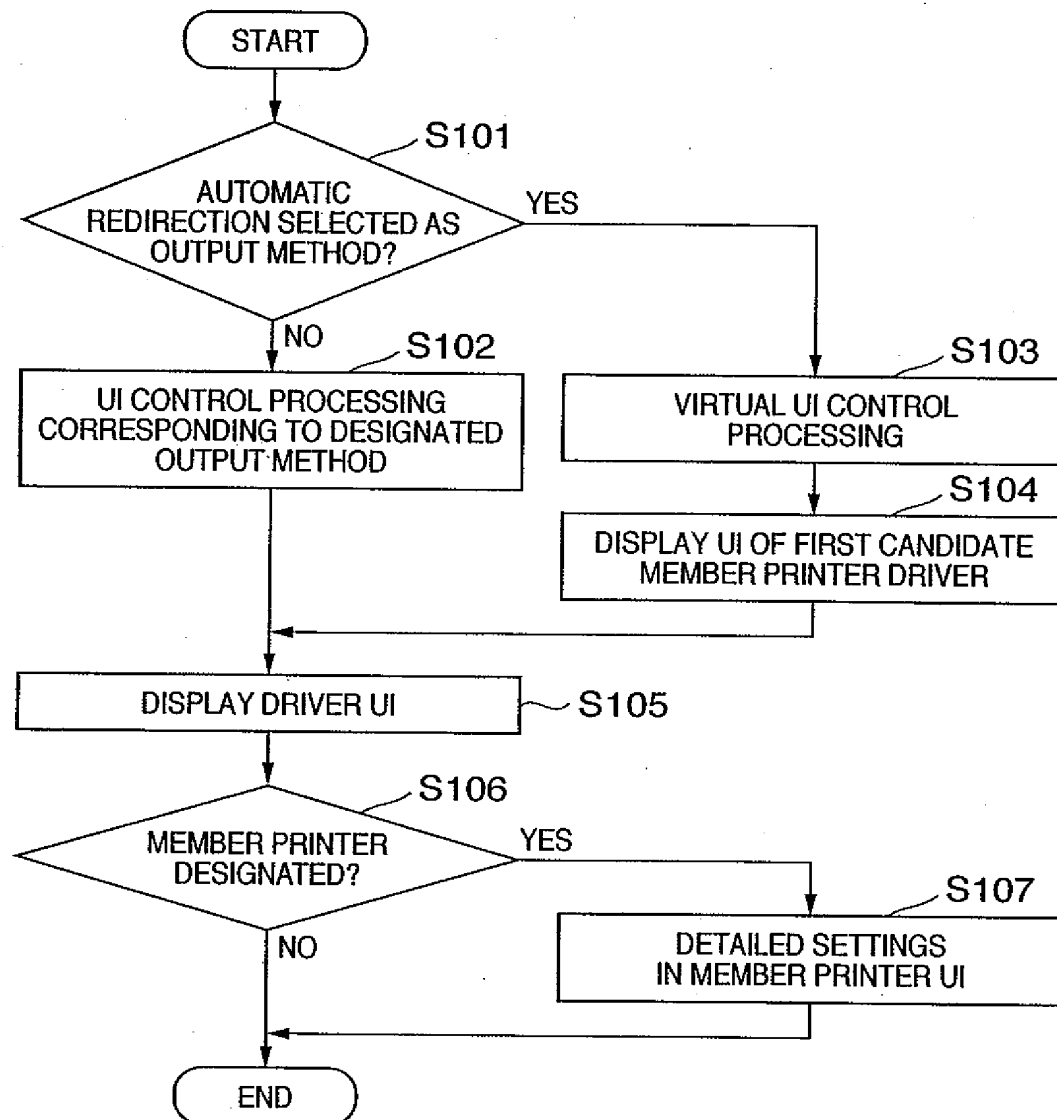 START
S101
AUTOMATIC
REDIRECTION SELECTED AS
OUTPUT METHOD?
YES
NO
S102
UI CONTROL PROCESSING
CORRESPONDING TO DESIGNATED
OUTPUT METHOD
S103
VIRTUAL UI CONTROL
PROCESSING
S104
DISPLAY UI OF FIRST CANDIDATE
MEMBER PRINTER DRIVER
DISPLAY DRIVER UI
S105
S106
MEMBER PRINTER
DESIGNATED?
YES
NO
S107
DETAILED SETTINGS
IN MEMBER PRINTER UI
END